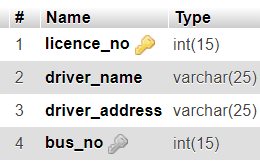 # Name Type
1 licence_no int(15)
2 driver_name varchar(25)
3 driver_address varchar(25)
4 bus_no int(15)